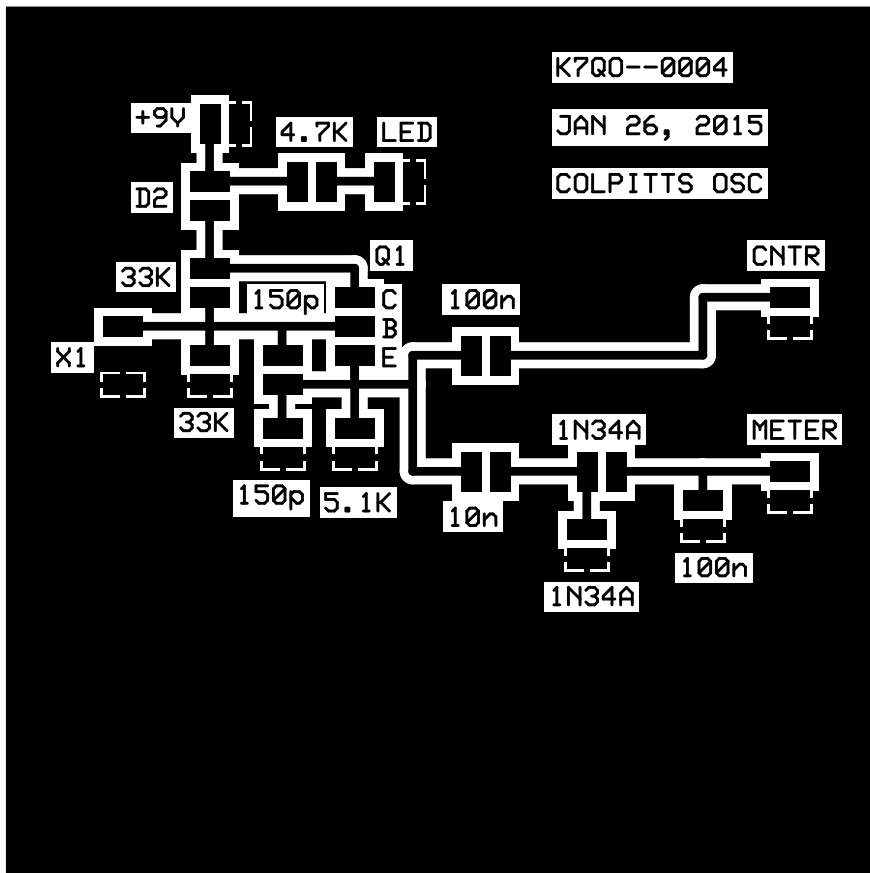 K7QO--0004
+9V
4.7K
LED
JAN 26, 2015
D2
COLPITTS OSC
Q1
CNTR
33K
150p
C
100n
B
X1
E
33K
1N34A
METER
150p
5.1K
10n
100n
1N34A